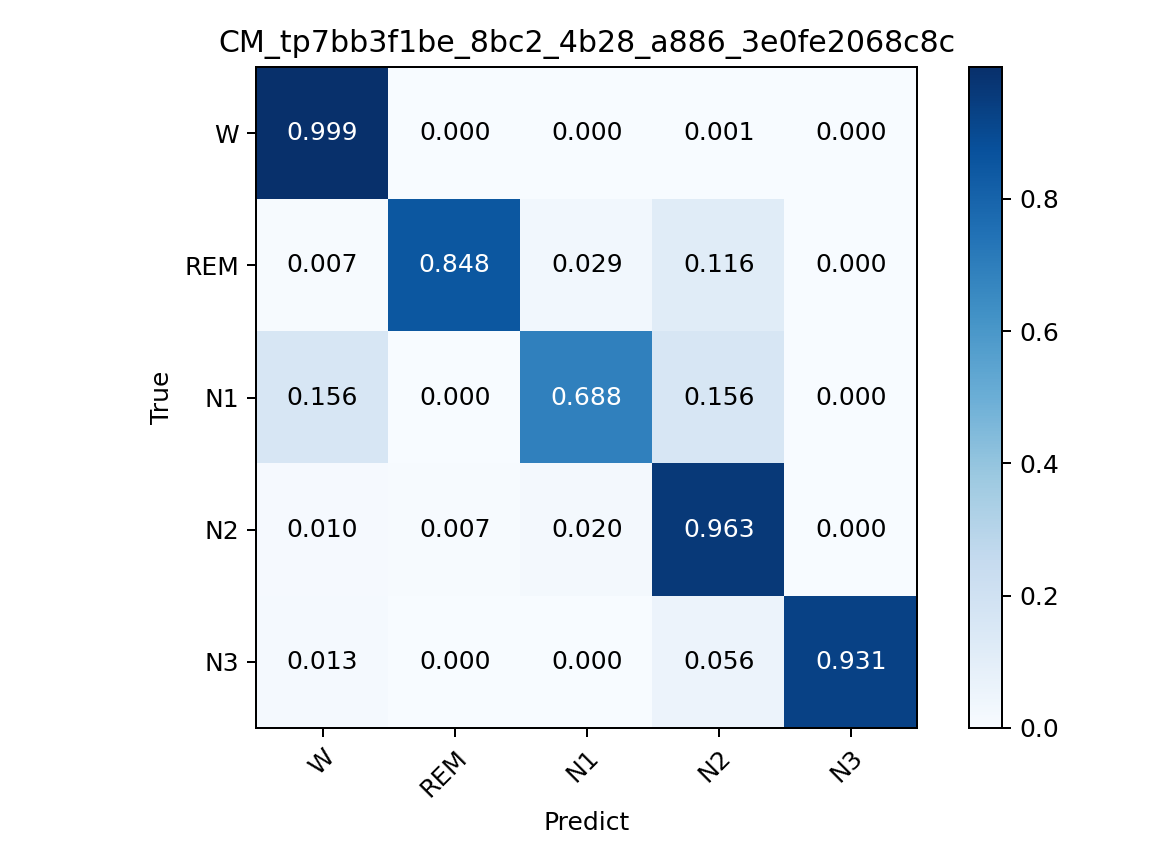 CM_tp7bb3f1be_8bc2_4b28_a886_3e0fe2068c8c
W 0.999 0.000 0.000 0.001 0.000
0.8
REM 0.007 0.848 0.029 0.116 0.000
0.6
True
N1 0.156 0.000 0.688 0.156 0.000
0.4
N2 0.010 0.007 0.020 0.963 0.000
0.2
N3 0.013 0.000 0.000 0.056 0.931
0.0
W REM N1 N2 N3
Predict